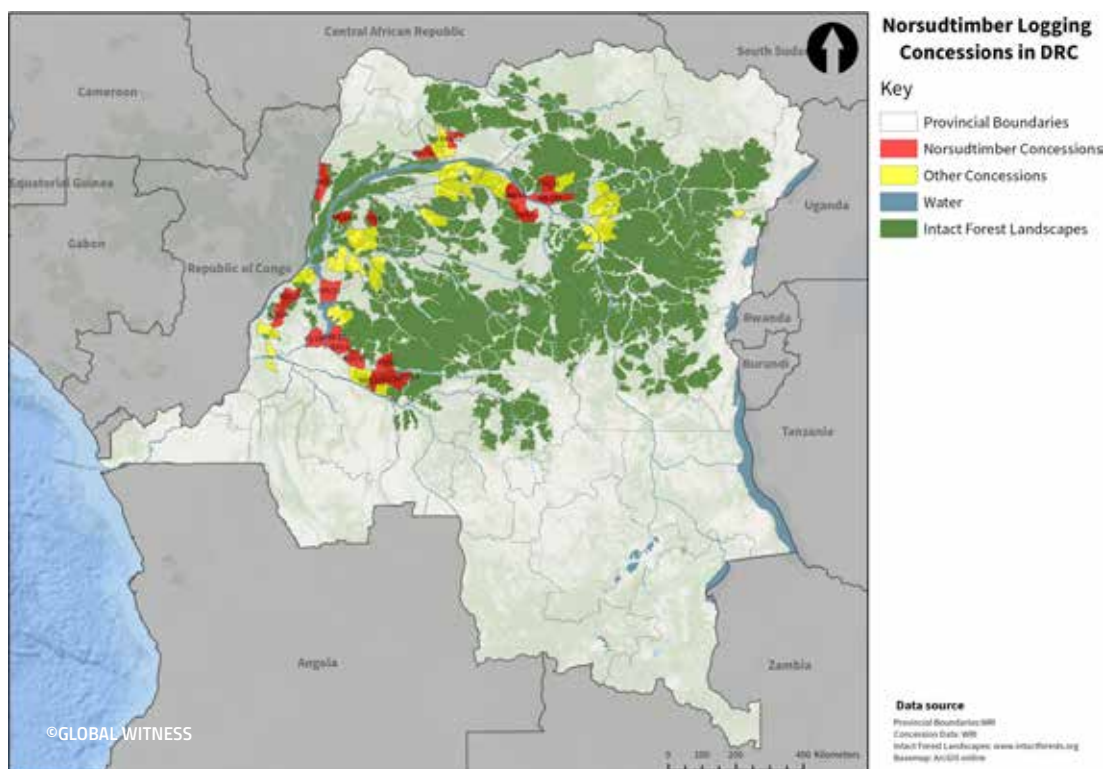 Norsudtimber Logging
Concessions in DRC
Key
Provincial Boundaries
Norsudtimber Concessions
Other Concessions
Water
Intact Forest Landscapes
Central African Republic
South Sudan
Cameroon
Equatorial Guinea
Gabon
Republic of Congo
Uganda
Rwanda
Burundi
Tanzania
Angola
Zambia
©GLOBAL WITNESS
0 100 200 400 Kilometers
Data source
Provincial Boundaries:WRI
Concession Data: WRI
Intact Forest Landscapes: www.intactforests.org
Basemap: ArcGIS online